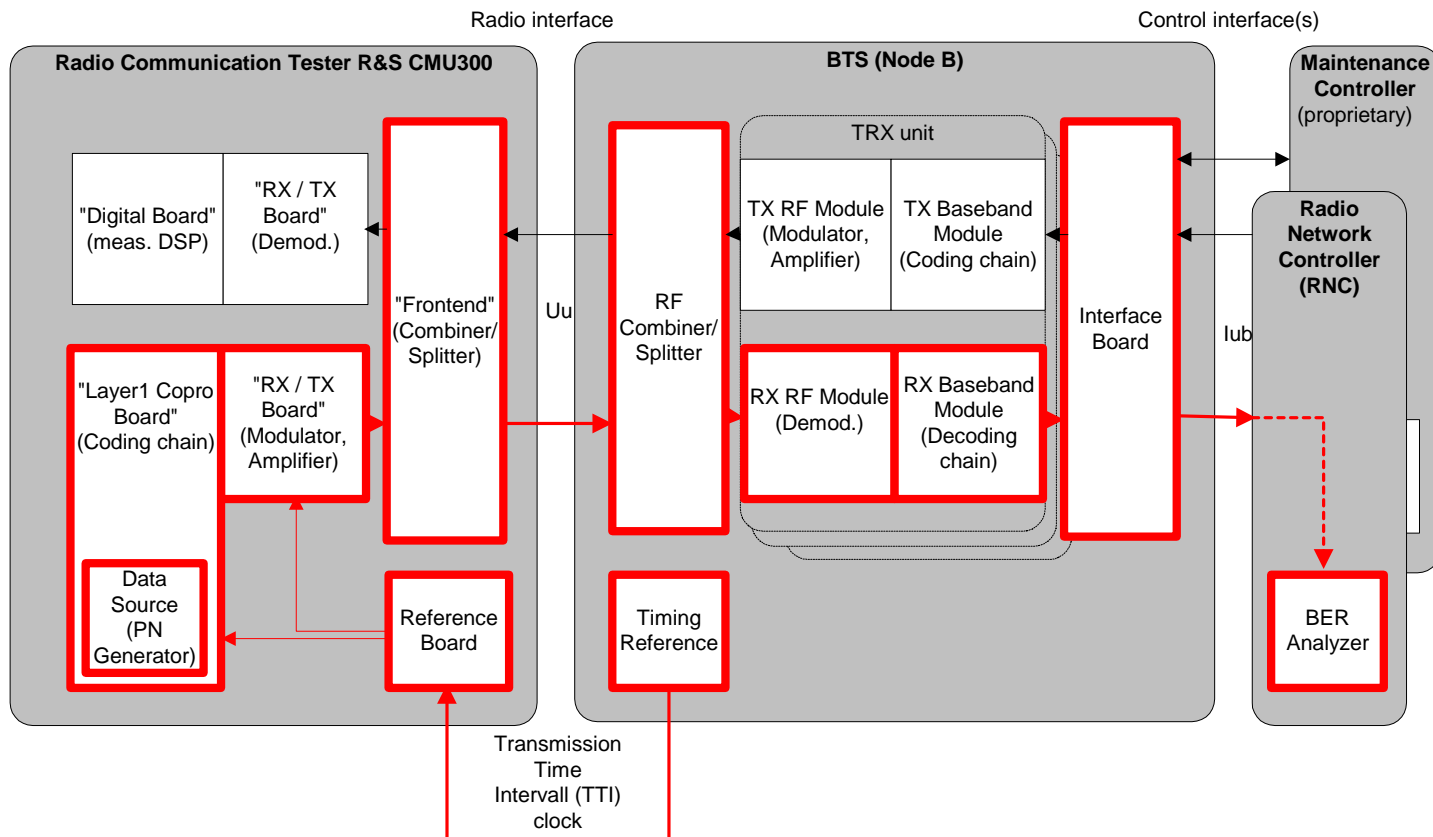 Radio interface
Control interface(s)
Radio Communication Tester R&S CMU300
BTS (Node B)
Maintenance
Controller
(proprietary)
TRX unit
"Digital Board"
(meas. DSP)
"RX / TX
Board"
(Demod.)
TX RF Module
(Modulator,
Amplifier)
TX Baseband
Module
(Coding chain)
Radio
Network
Controller
(RNC)
"Frontend"
(Combiner/
Splitter)
Uu
RF
Combiner/
Splitter
Interface
Board
Iub
"Layer1 Copro
Board"
(Coding chain)
"RX / TX
Board"
(Modulator,
Amplifier)
RX RF Module
(Demod.)
RX Baseband
Module
(Decoding
chain)
Data
Source
(PN
Generator)
Reference
Board
Timing
Reference
BER
Analyzer
Transmission
Time
Intervall (TTI)
clock